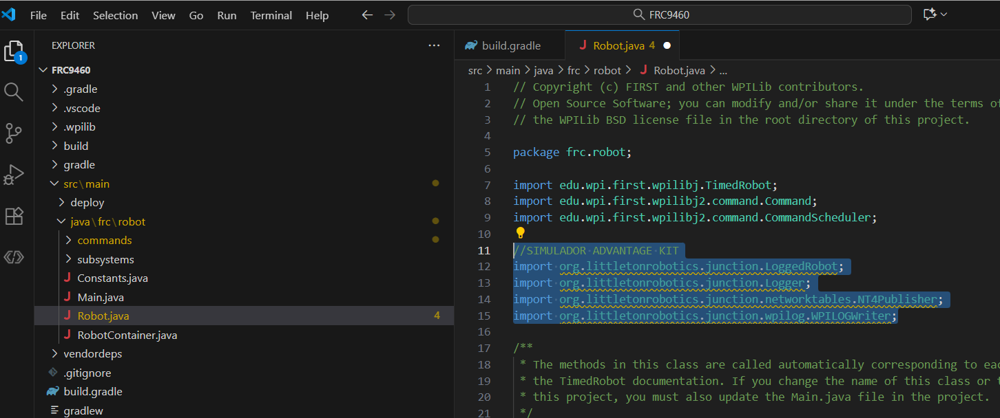 File Edit Selection View Go Run Terminal Help FRC9460
EXPLORER
1
FRC9460
.gradle
.vscode
.wpilib
build
gradle
src\main
deploy
java\frc\robot
commands
subsystems
Constants.java
Main.java
Robot.java 4
RobotContainer.java
vendordeps
.gitignore
build.gradle
gradlew
build.gradle Robot.java 4
src > main > java > frc > robot > Robot.java > ...
1 // Copyright (c) FIRST and other WPILib contributors.
2 // Open Source Software; you can modify and/or share it under the terms of
3 // the WPILib BSD license file in the root directory of this project.
4
5 package frc.robot;
6
7 import edu.wpi.first.wpilibj.TimedRobot;
8 import edu.wpi.first.wpilibj2.command.Command;
9 import edu.wpi.first.wpilibj2.command.CommandScheduler;
10
11 //SIMULADOR ADVANTAGE KIT
12 import org.littletonrobotics.junction.LoggedRobot;
13 import org.littletonrobotics.junction.Logger;
14 import org.littletonrobotics.junction.networktables.NT4Publisher;
15 import org.littletonrobotics.junction.wpilog.WPILOGWriter;
16
17 /**
18 * The methods in this class are called automatically corresponding to eac
19 * the TimedRobot documentation. If you change the name of this class or t
20 * this project, you must also update the Main.java file in the project.
21 */